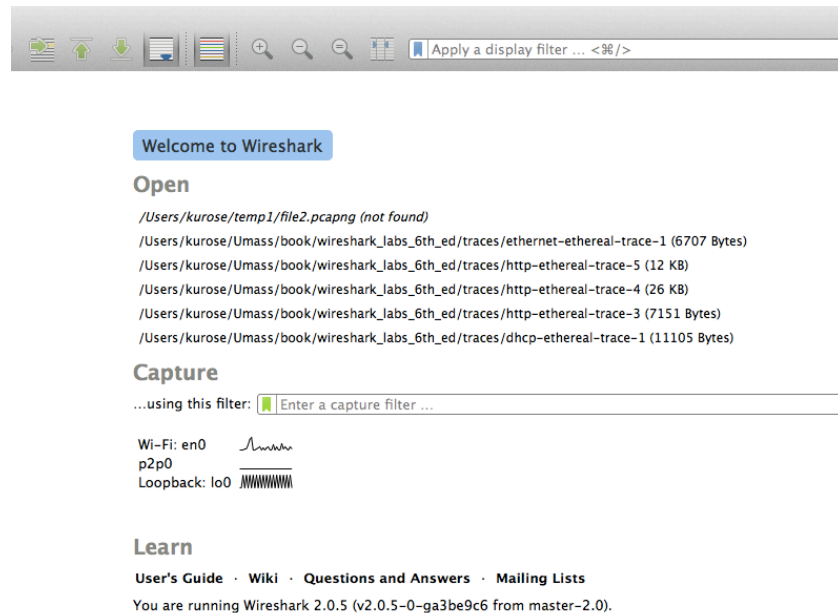 Apply a display filter ... <⌘/>
Welcome to Wireshark
Open
/Users/kurose/temp1/file2.pcapng (not found)
/Users/kurose/Umass/book/wireshark_labs_6th_ed/traces/ethernet-ethereal-trace-1 (6707 Bytes)
/Users/kurose/Umass/book/wireshark_labs_6th_ed/traces/http-ethereal-trace-5 (12 KB)
/Users/kurose/Umass/book/wireshark_labs_6th_ed/traces/http-ethereal-trace-4 (26 KB)
/Users/kurose/Umass/book/wireshark_labs_6th_ed/traces/http-ethereal-trace-3 (7151 Bytes)
/Users/kurose/Umass/book/wireshark_labs_6th_ed/traces/dhcp-ethereal-trace-1 (11105 Bytes)
Capture
...using this filter: Enter a capture filter ...
Wi-Fi: en0
p2p0
Loopback: lo0
Learn
User's Guide · Wiki · Questions and Answers · Mailing Lists
You are running Wireshark 2.0.5 (v2.0.5-0-ga3be9c6 from master-2.0).